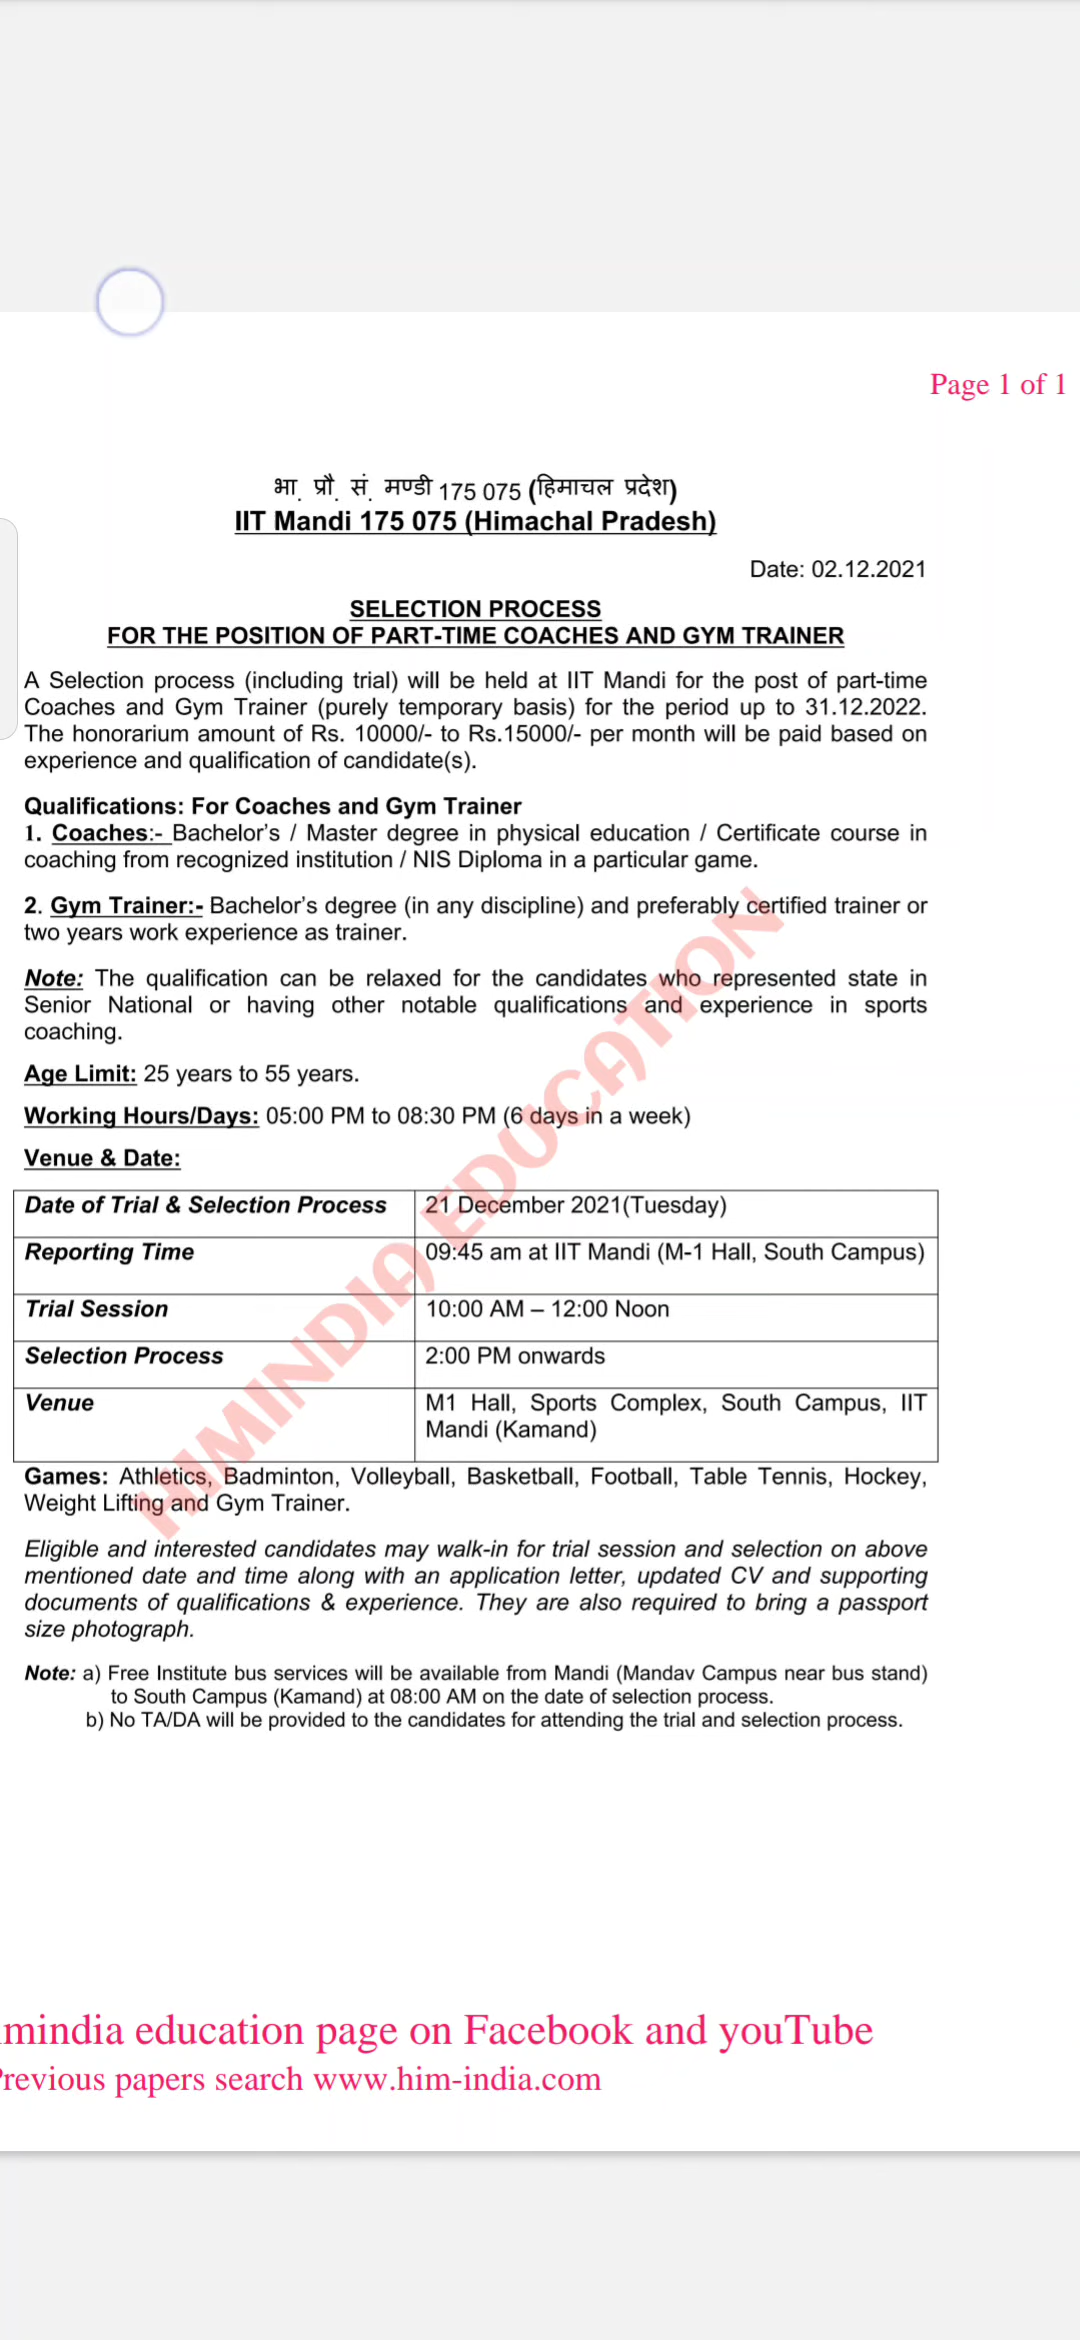 Page 1 of 1
भा. प्रौ. सं. मण्डी 175 075 (हिमाचल प्रदेश)
IIT Mandi 175 075 (Himachal Pradesh)
Date: 02.12.2021
SELECTION PROCESS
FOR THE POSITION OF PART-TIME COACHES AND GYM TRAINER
A Selection process (including trial) will be held at IIT Mandi for the post of part-time
Coaches and Gym Trainer (purely temporary basis) for the period up to 31.12.2022.
The honorarium amount of Rs. 10000/- to Rs.15000/- per month will be paid based on
experience and qualification of candidate(s).
Qualifications: For Coaches and Gym Trainer
1. Coaches:- Bachelor's / Master degree in physical education / Certificate course in
coaching from recognized institution / NIS Diploma in a particular game.
2. Gym Trainer:- Bachelor's degree (in any discipline) and preferably certified trainer or
two years work experience as trainer.
Note: The qualification can be relaxed for the candidates who represented state in
Senior National or having other notable qualifications and experience in sports
coaching.
Age Limit: 25 years to 55 years.
Working Hours/Days: 05:00 PM to 08:30 PM (6 days in a week)
Venue & Date:
Date of Trial & Selection Process 21 December 2021(Tuesday)
Reporting Time 09:45 am at IIT Mandi (M-1 Hall, South Campus)
Trial Session 10:00 AM – 12:00 Noon
Selection Process 2:00 PM onwards
Venue M1 Hall, Sports Complex, South Campus, IIT
Mandi (Kamand)
Games: Athletics, Badminton, Volleyball, Basketball, Football, Table Tennis, Hockey,
Weight Lifting and Gym Trainer.
Eligible and interested candidates may walk-in for trial session and selection on above
mentioned date and time along with an application letter, updated CV and supporting
documents of qualifications & experience. They are also required to bring a passport
size photograph.
Note: a) Free Institute bus services will be available from Mandi (Mandav Campus near bus stand)
to South Campus (Kamand) at 08:00 AM on the date of selection process.
b) No TA/DA will be provided to the candidates for attending the trial and selection process.
HIMINDIA EDUCATION
mindia education page on Facebook and youTube
Previous papers search www.him-india.com